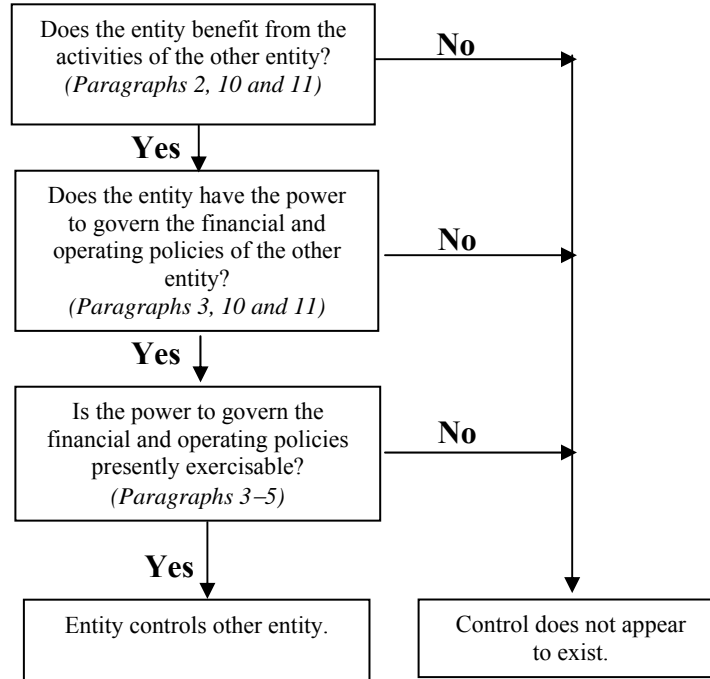 Does the entity benefit from the
activities of the other entity?
(Paragraphs 2, 10 and 11)
No
Yes
Does the entity have the power
to govern the financial and
operating policies of the other
entity?
(Paragraphs 3, 10 and 11)
No
Yes
Is the power to govern the
financial and operating policies
presently exercisable?
(Paragraphs 3–5)
No
Yes
Entity controls other entity.
Control does not appear
to exist.